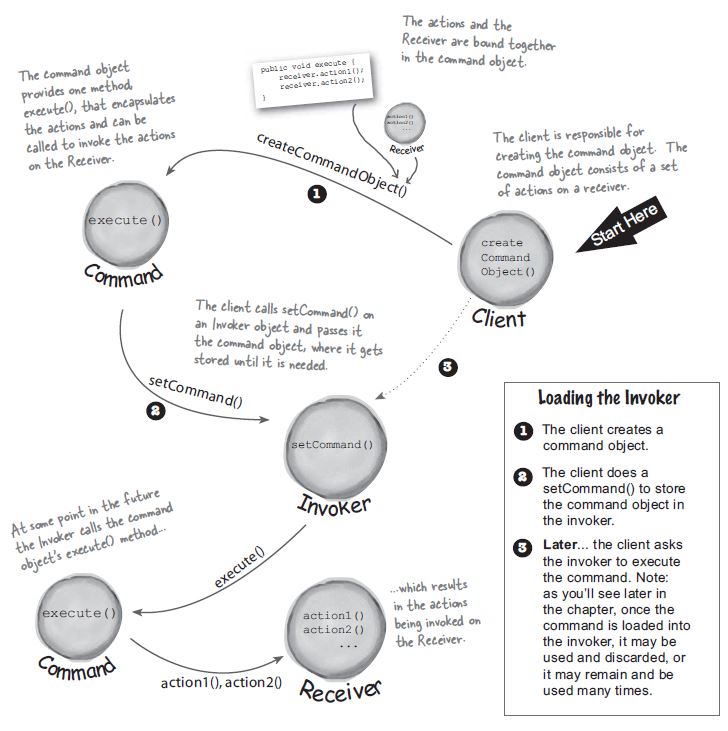 The actions and the
Receiver are bound together
in the command object.
public void execute {
receiver.action1();
receiver.action2();
}
The command object
provides one method,
execute(), that encapsulates
the actions and can be
called to invoke the actions
on the Receiver.
action1()
action2()
...
Receiver
createCommandObject()
1
The client is responsible for
creating the command object. The
command object consists of a set
of actions on a receiver.
Start Here
execute()
Command
create
Command
Object()
Client
The client calls setCommand() on
an Invoker object and passes it
the command object, where it gets
stored until it is needed.
3
setCommand()
2
setCommand()
Invoker
Loading the Invoker
1 The client creates a
command object.
2 The client does a
setCommand() to store
the command object in
the invoker.
3 Later... the client asks
the invoker to execute
the command. Note:
as you'll see later in
the chapter, once the
command is loaded into
the invoker, it may be
used and discarded, or
it may remain and be
used many times.
At some point in the future
the Invoker calls the command
object's execute() method...
execute()
execute()
Command
action1(), action2()
action1()
action2()
...
Receiver
...which results
in the actions
being invoked on
the Receiver.